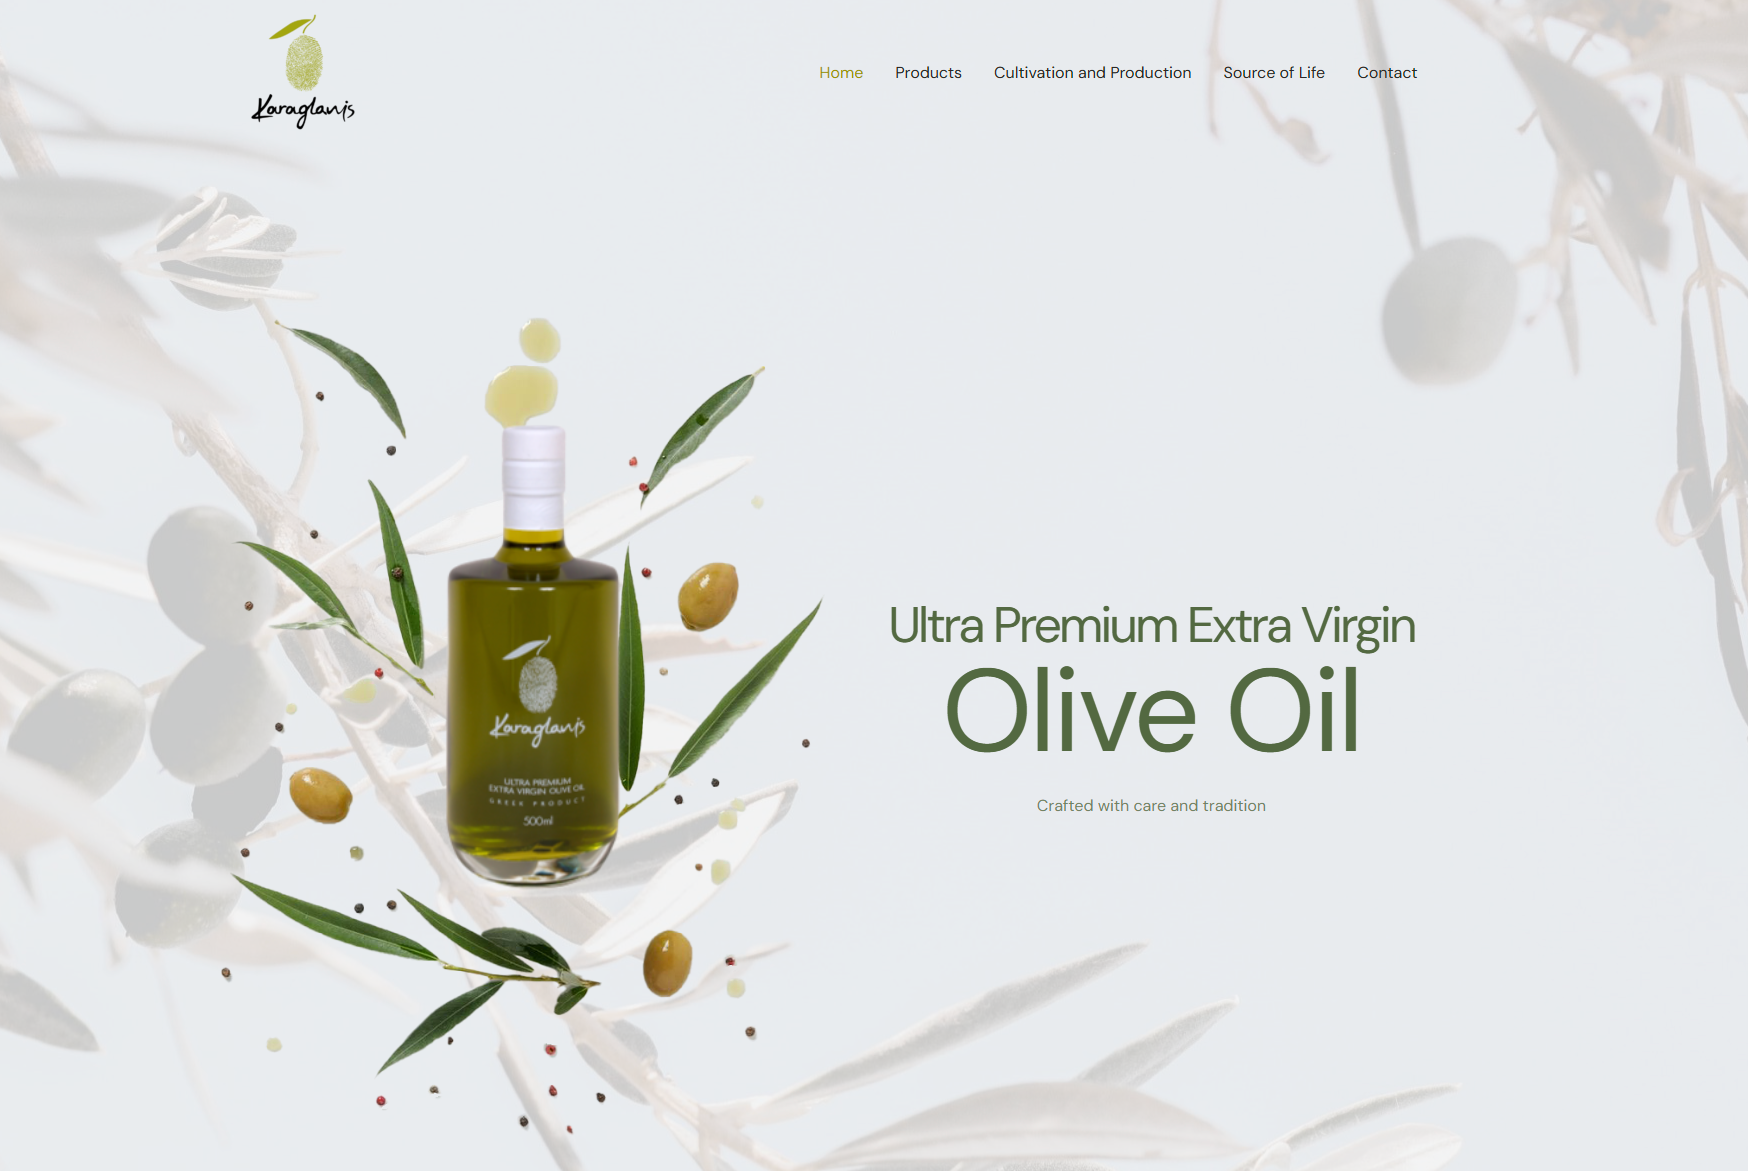 Karaglanis
Home
Products
Cultivation and Production
Source of Life
Contact
Ultra Premium Extra Virgin
Olive Oil
Crafted with care and tradition
Karaglanis
ULTRA PREMIUM
EXTRA VIRGIN OLIVE OIL
GREEK PRODUCT
500ml